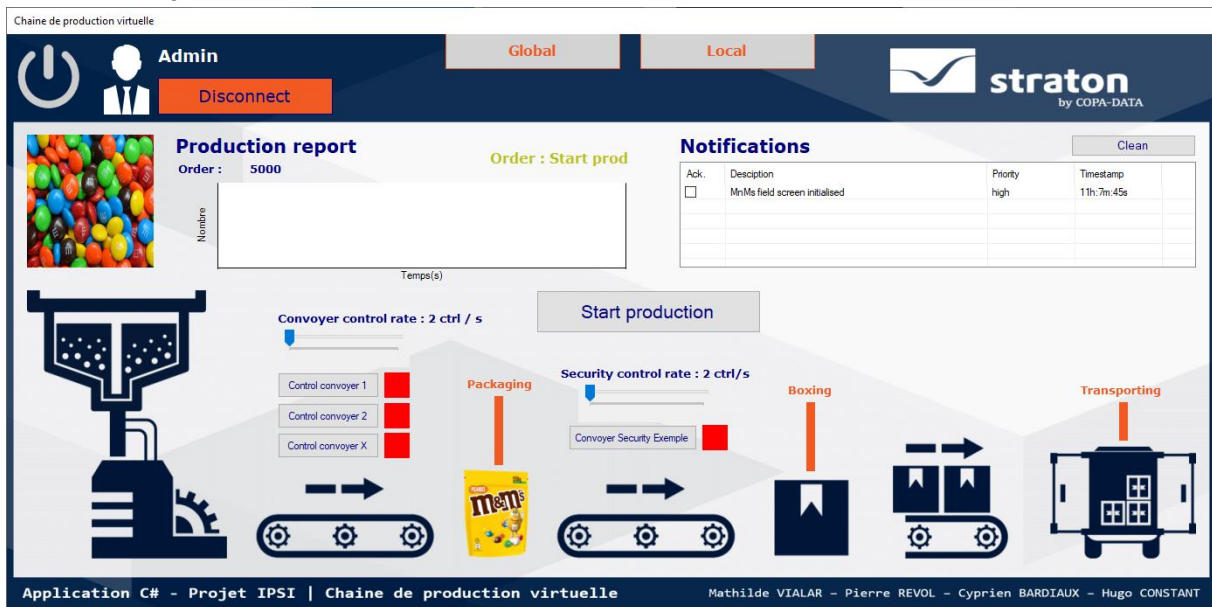 Chaine de production virtuelle
Admin
Disconnect
Global
Local
straton
by COPA-DATA
Production report
Order : 5000
Order : Start prod
Nombre
Temps(s)
Notifications
Clean
Ack. Desciption Priority Timestamp
MnMs field screen initialised high 11h:7m:45s
Start production
Convoyer control rate : 2 ctrl / s
Control convoyer 1
Control convoyer 2
Control convoyer X
Packaging
Security control rate : 2 ctrl/s
Convoyer Security Exemple
Boxing
Transporting
m&m's
Application C# - Projet IPSI | Chaine de production virtuelle
Mathilde VIALAR – Pierre REVOL – Cyprien BARDIAUX – Hugo CONSTANT